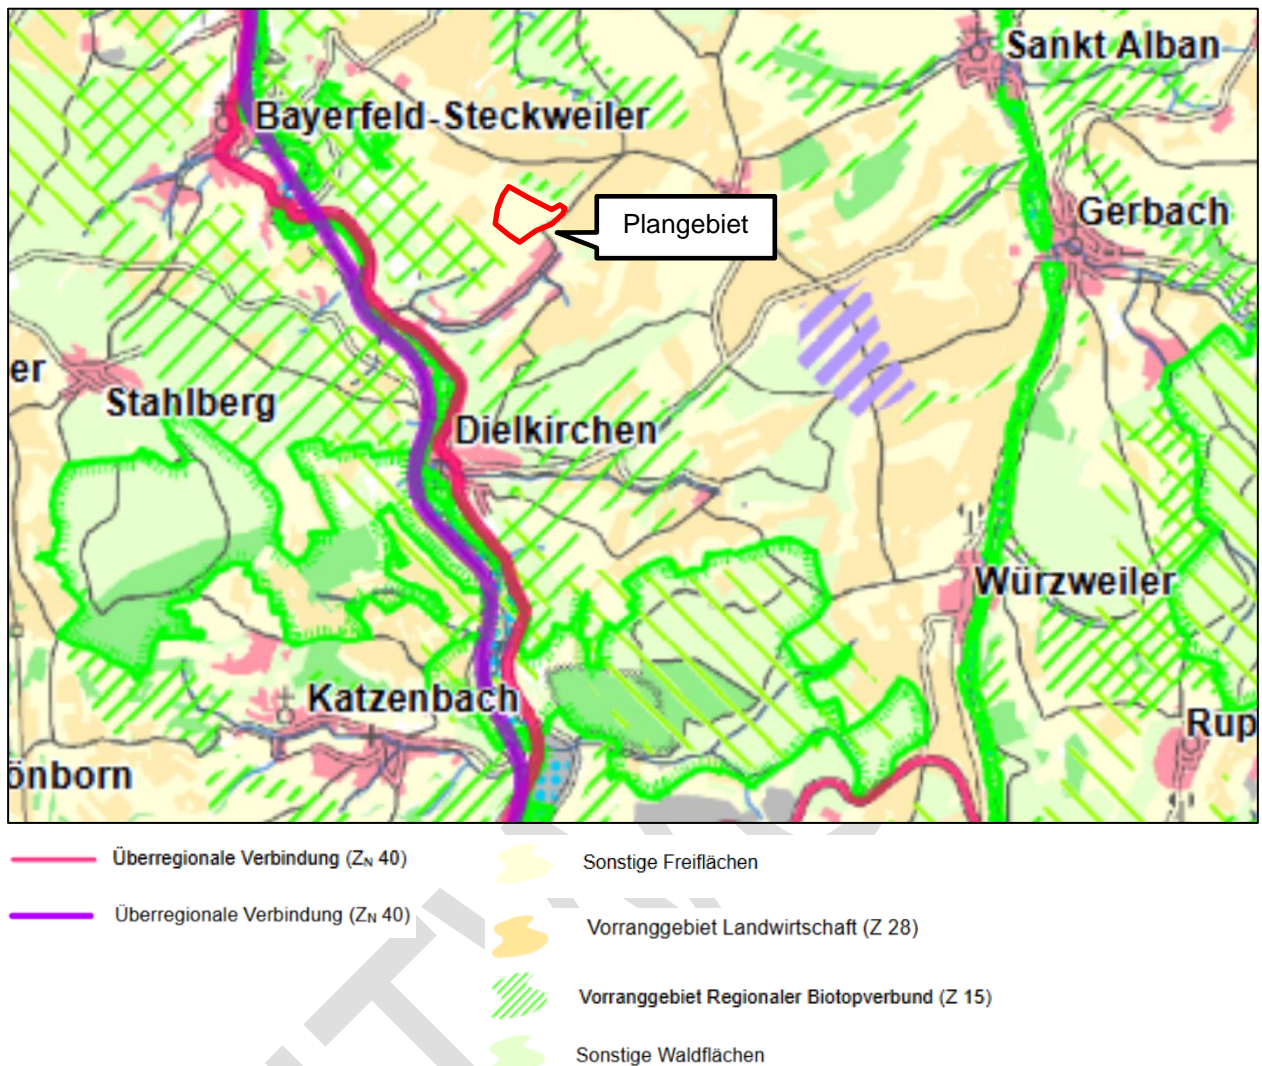 Sankt Alban
Bayerfeld-Steckweiler
Plangebiet
Gerbach
er
Stahlberg
Dielkirchen
Würzweiler
Katzenbach
Rup
önborn
Überregionale Verbindung (ZN 40)
Sonstige Freiflächen
Überregionale Verbindung (ZN 40)
Vorranggebiet Landwirtschaft (Z 28)
Vorranggebiet Regionaler Biotopverbund (Z 15)
Sonstige Waldflächen